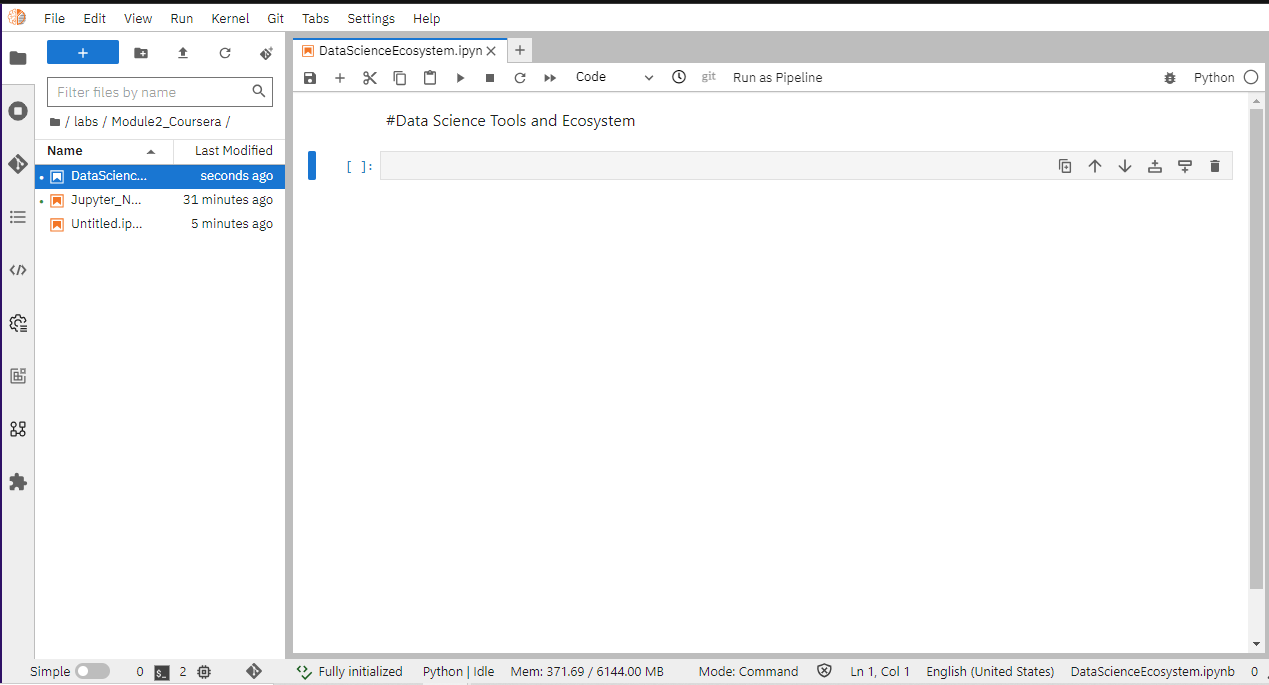 File Edit View Run Kernel Git Tabs Settings Help
+
Filter files by name
/ labs / Module2_Coursera /
Name Last Modified
DataScienc... seconds ago
Jupyter_N... 31 minutes ago
Untitled.ip... 5 minutes ago
DataScienceEcosystem.ipyn
Code git Run as Pipeline Python
#Data Science Tools and Ecosystem
[ ]:
Simple 0 2 Fully initialized Python | Idle Mem: 371.69 / 6144.00 MB Mode: Command Ln 1, Col 1 English (United States) DataScienceEcosystem.ipynb 0